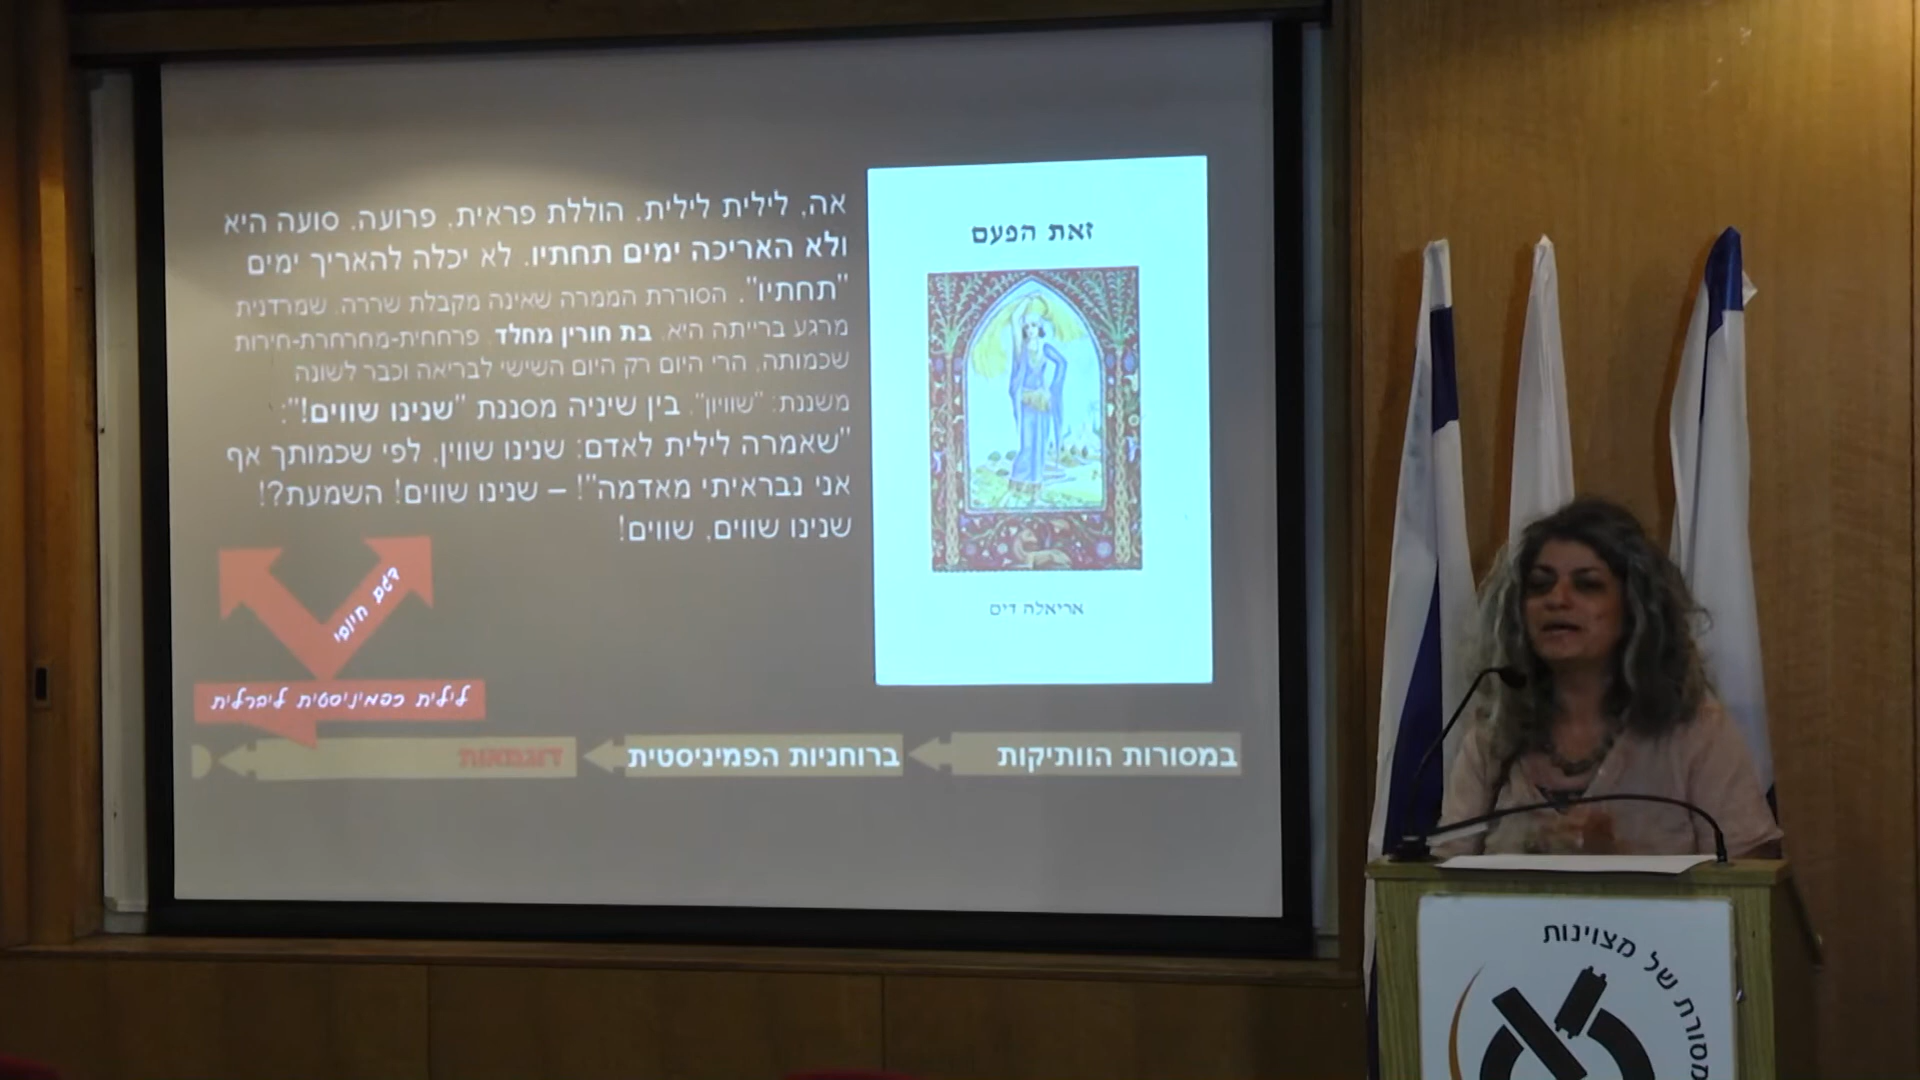 אה, לילית לילית, הוללת פראית, פרועה. סוערה היא
ולא האריכה ימים תחתיו. לא יכלה להאריך ימים
"תחתיו". הסוררת הממרה שאינה מקבלת שררה, שמרדנית
מרגע ברייתה היא. בת חורין מחלד, פרחחית-מחרחרת-חירות
שכמותה, הרי היום רק היום השישי לבריאה וכבר לשונה
משננת: "שוויון", בין שיניה מסננת "שנינו שווים!":
"שאמרה לילית לאדם: שנינו שווין, לפי שכמותך אף
אני נבראיתי מאדמה"! – שנינו שווים! השמעת?!
שנינו שווים, שווים!
זאת הפעם
אריאלה דים
דגם חיובי
לילית כפמיניסטית ליברלית
במסורות הוותיקות
ברוחניות הפמיניסטית
דוגמאות
מסורת של מצוינות